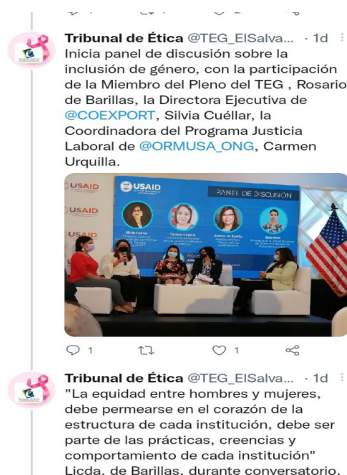 Tribunal de Ética @TEG_ElSalva... · 1d
Inicia panel de discusión sobre la
inclusión de género, con la participación
de la Miembro del Pleno del TEG , Rosario
de Barillas, la Directora Ejecutiva de
@COEXPORT, Silvia Cuéllar, la
Coordinadora del Programa Justicia
Laboral de @ORMUSA_ONG, Carmen
Urquilla.
USAID
USAID
PANEL DE DISCUSIÓN
USAID
1
1
Tribunal de Ética @TEG_ElSalva... · 1d
"La equidad entre hombres y mujeres,
debe permearse en el corazón de la
estructura de cada institución, debe ser
parte de las prácticas, creencias y
comportamiento de cada institución"
Licda. de Barillas, durante conversatorio.